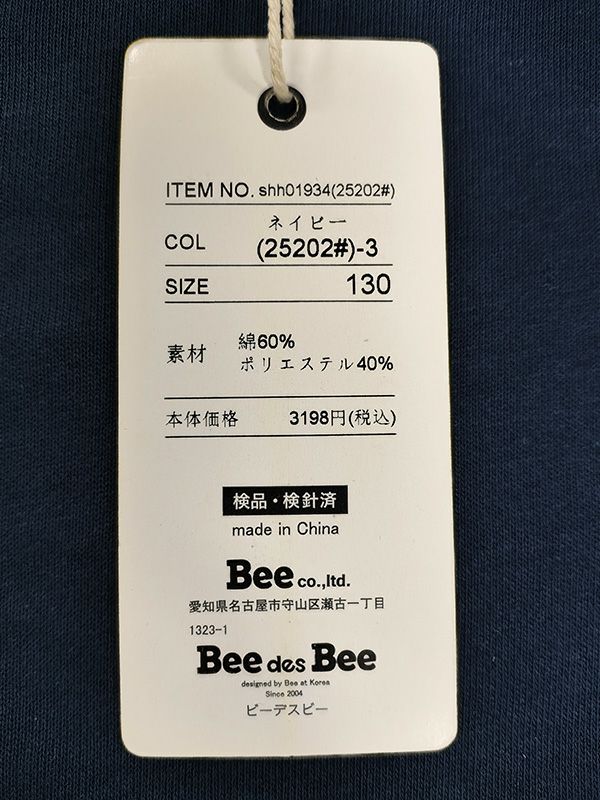 ITEM NO. shh01934(25202#)
ネイビー
COL (25202#)-3
SIZE 130
素材 綿60%
ポリエステル40%
本体価格 3198円(税込)
検品・検針済
made in China
Bee co.,ltd.
愛知県名古屋市守山区瀬古一丁目
1323-1
Bee des Bee
designed by Bee at Korea
Since 2004
ビーデスビー